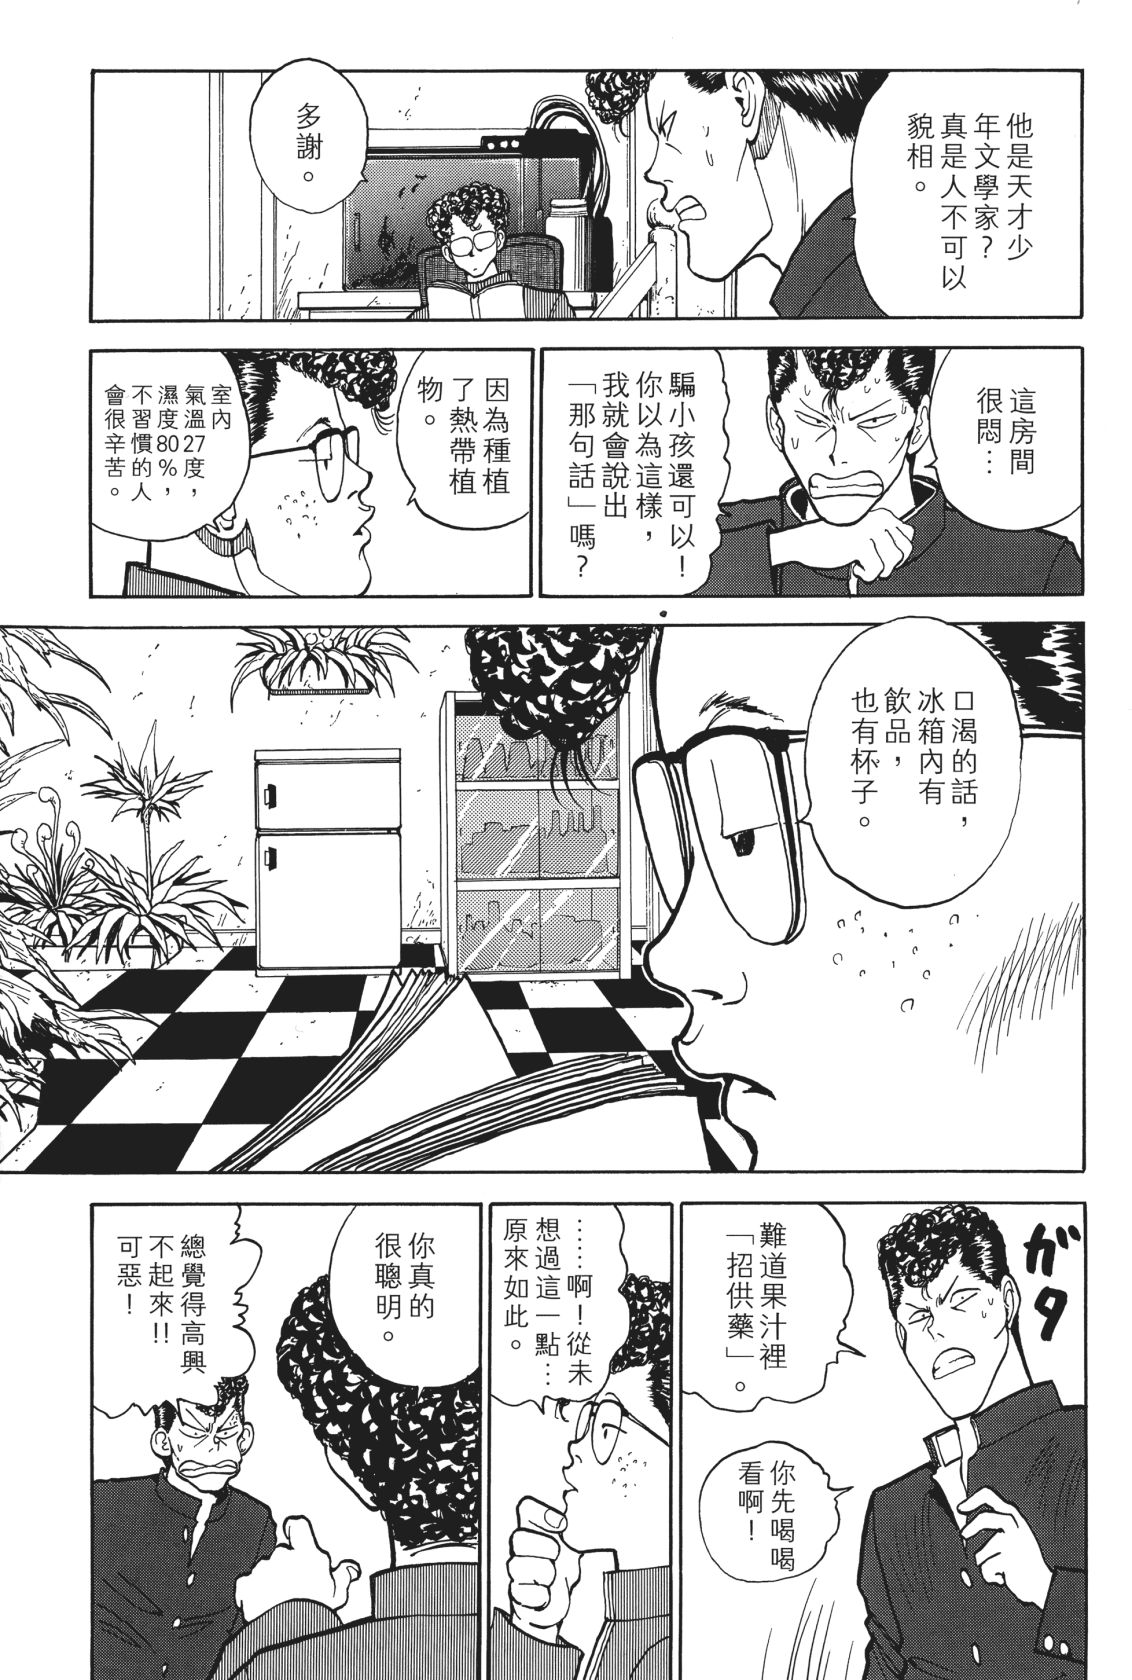 他是天才少
年文學家？
真是人不可以
貌相。
多謝。
這房間
很悶…
騙小孩還可以！
你以為這樣，
我就會說出
「那句話」嗎？
因為種植
了熱帶植
物。
室內
氣溫27度，
濕度80%，
不習慣的人
會很辛苦。
口渴的話，
冰箱內有
飲品，
也有杯子。
ガタ
難道果汁裡
「招供藥」。
你先喝喝
看啊！
……啊！從未
想過這一點…
原來如此。
你真的
很聰明。
總覺得高興
不起來!!
可惡！